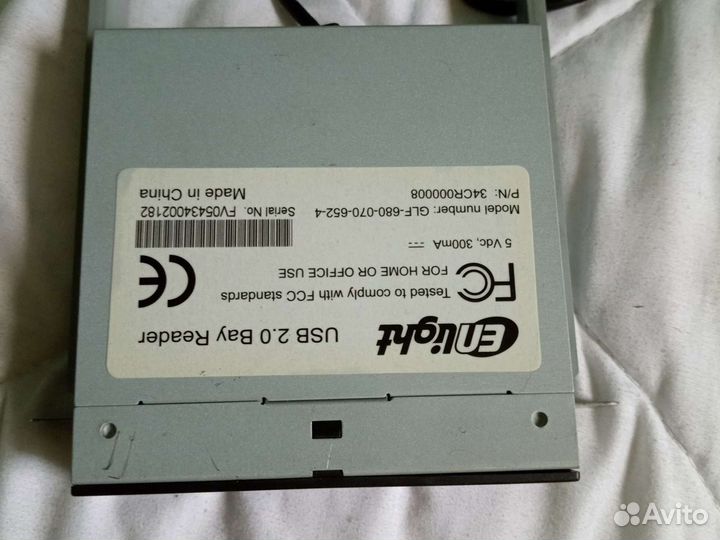 Enlight
USB 2.0 Bay Reader
FC Tested to comply with FCC standards
FOR HOME OR OFFICE USE
CE
5 Vdc, 300mA
Model number: GLF-680-070-652-4
P/N: 34CR000008
Serial No. FV05434002182
Made in China
Avito